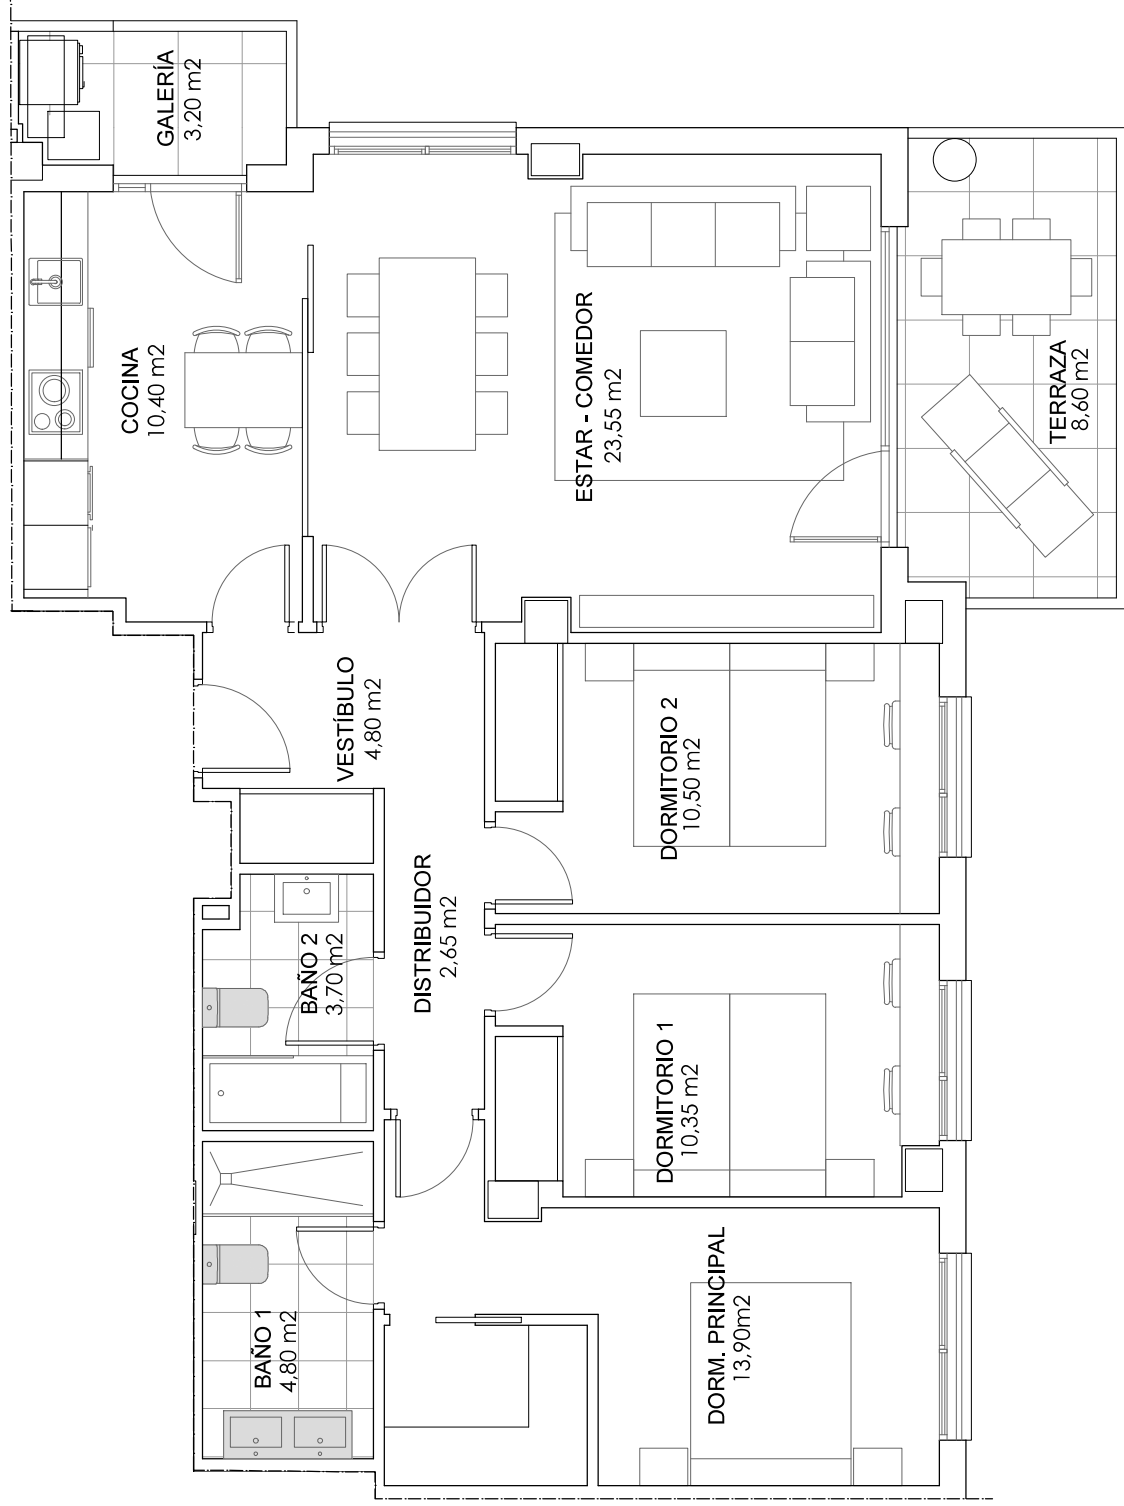 GALERÍA
3,20 m2
COCINA
10,40 m2
ESTAR - COMEDOR
23,55 m2
TERRAZA
8,60 m2
VESTÍBULO
4,80 m2
DORMITORIO 2
10,50 m2
DISTRIBUIDOR
2,65 m2
BAÑO 2
3,70 m2
DORMITORIO 1
10,35 m2
BAÑO 1
4,80 m2
DORM. PRINCIPAL
13,90m2